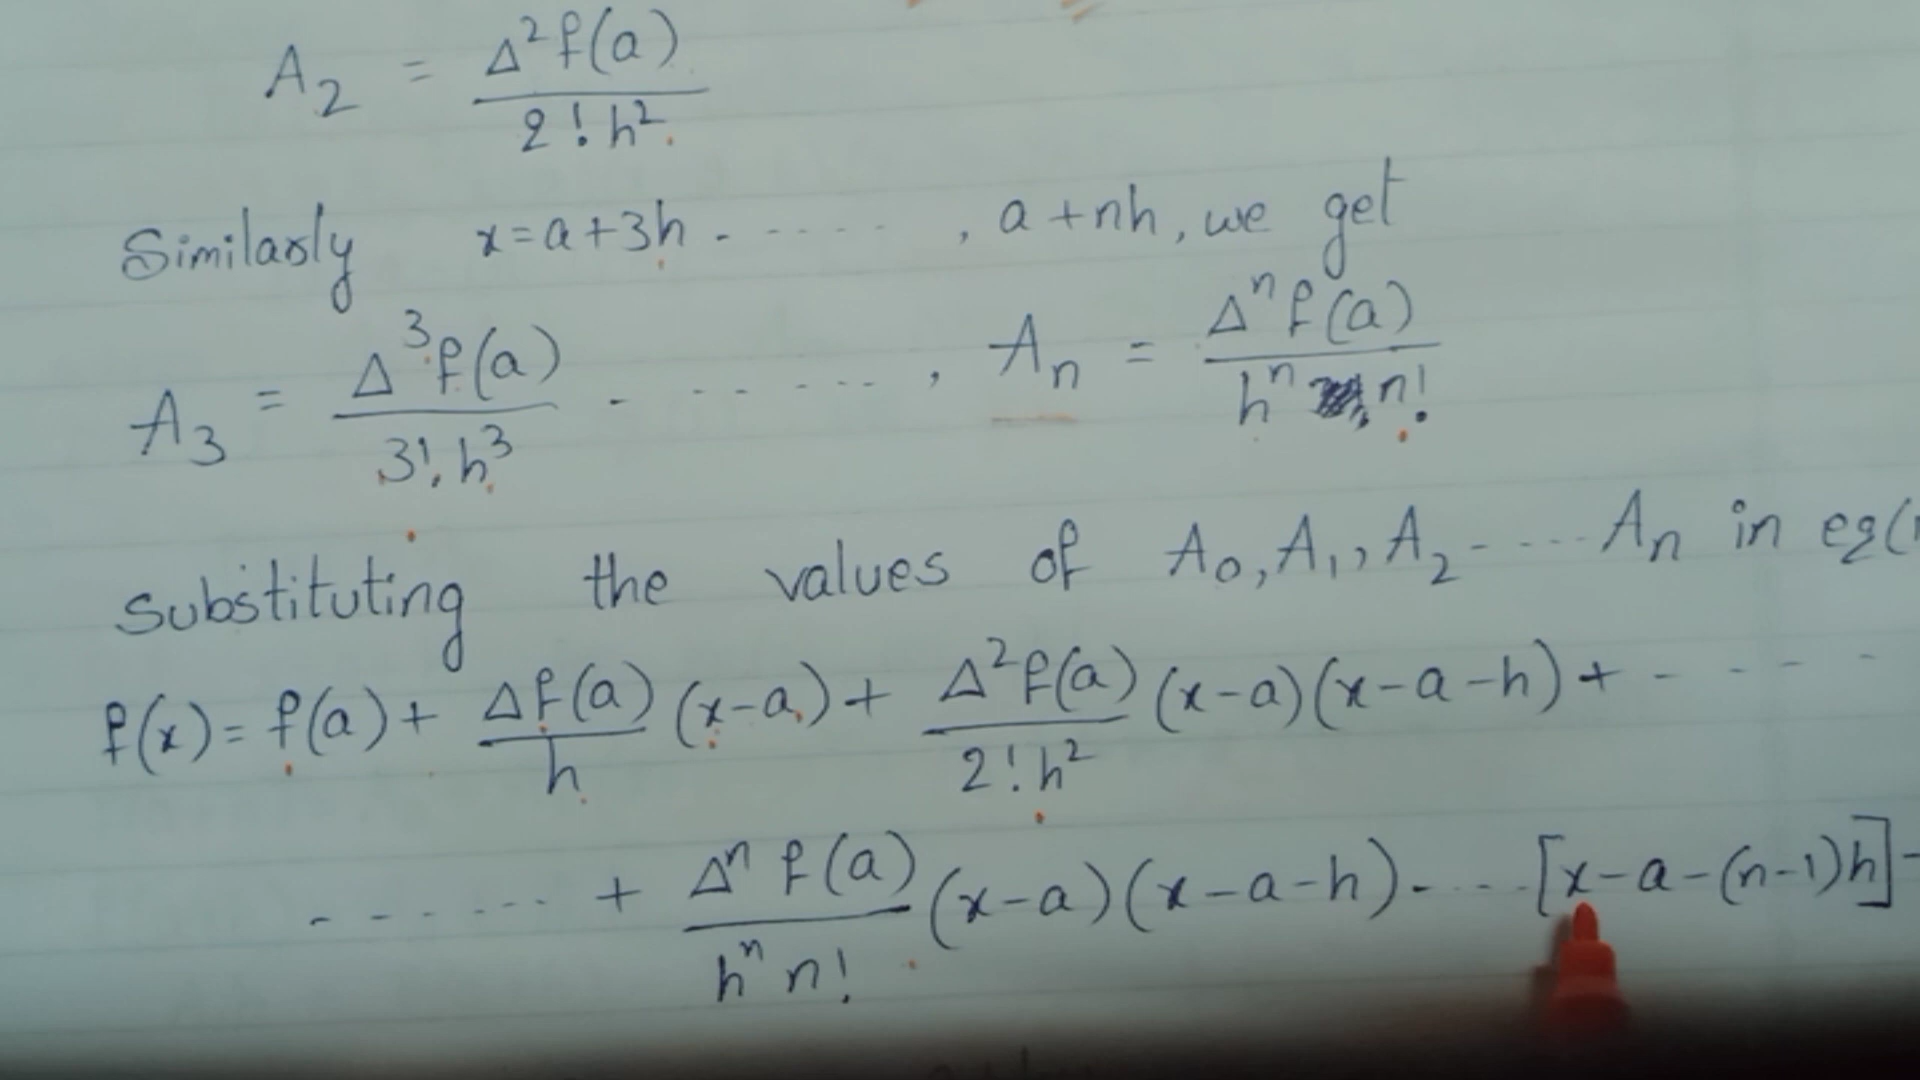 A₂ = Δ²f(a) / 2!h²
Similarly x=a+3h - ----- , a+nh, we get
A₃ = Δ³f(a) / 3!h³ - -- --- -- , Aₙ = Δⁿf(a) / hⁿ n!
Substituting the values of A₀, A₁, A₂ - --- Aₙ in eq(
f(x) = f(a) + Δf(a)/h (x-a) + Δ²f(a)/2!h² (x-a)(x-a-h) + - - - -
- - - - - -- + Δⁿ f(a)/hⁿ n! (x-a)(x-a-h) - -- - [x-a-(n-1)h] -